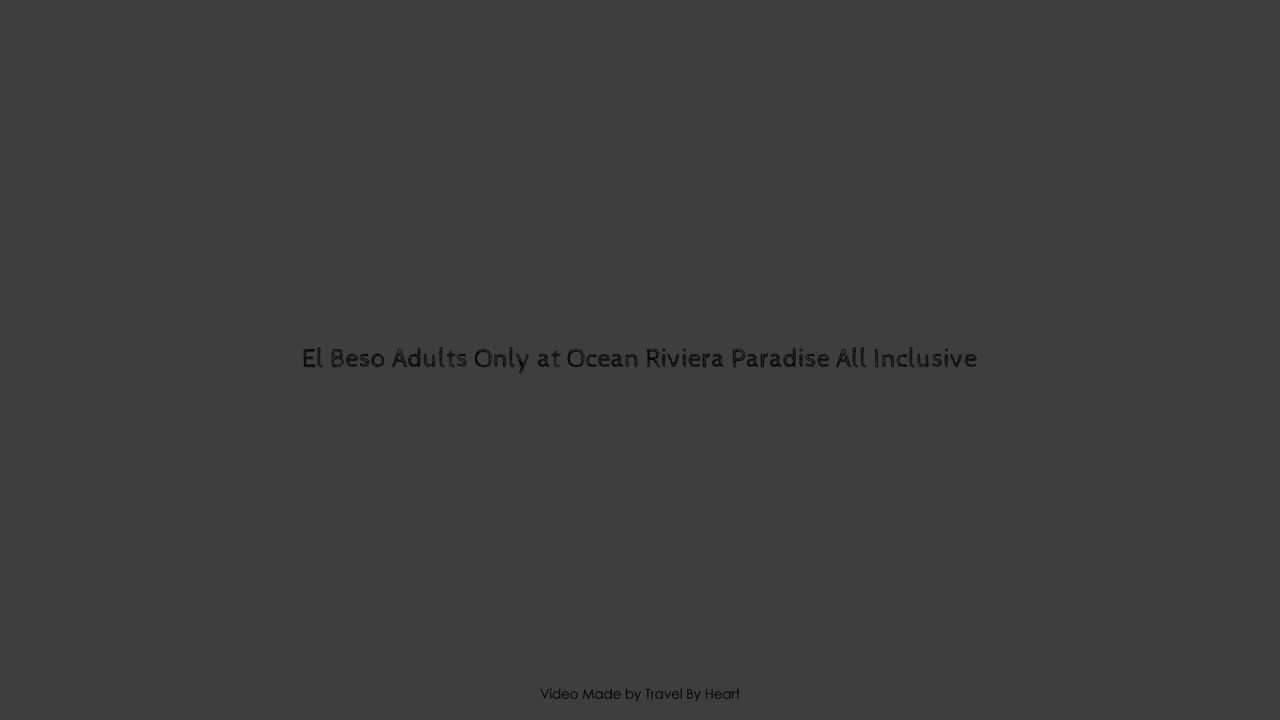 El Beso Adults Only at Ocean Riviera Paradise All Inclusive
Video Made by Travel By Heart